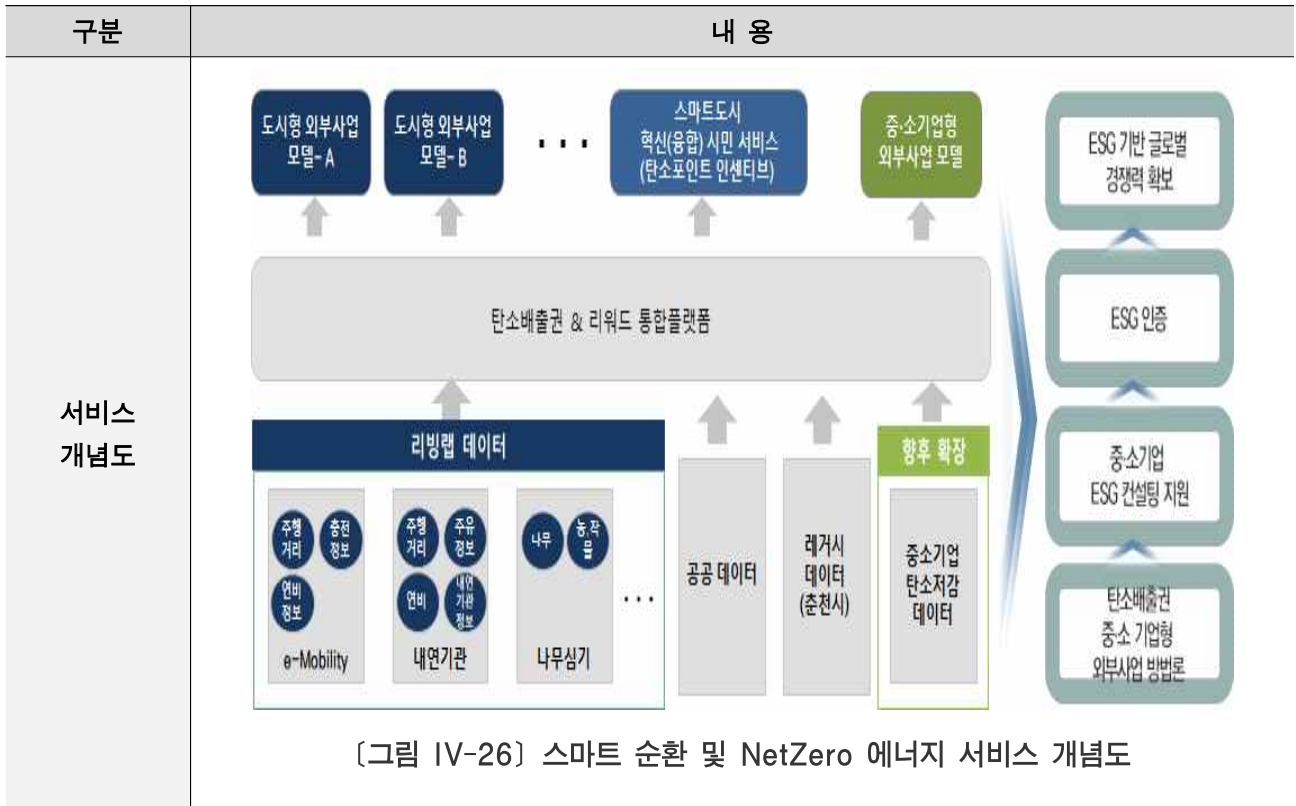 구분
내 용
서비스
개념도
도시형 외부사업
모델-A
도시형 외부사업
모델-B
...
스마트도시
혁신(융합) 시민 서비스
(탄소포인트 인센티브)
중·소기업형
외부사업 모델
탄소배출권 & 리워드 통합플랫폼
리빙랩 데이터
주행
거리
충전
정보
연비
정보
e-Mobility
주행
거리
주유
정보
연비
내연
기관
정보
내연기관
나무
농,작
물
나무심기
...
공공 데이터
레거시
데이터
(춘천시)
향후 확장
중소기업
탄소저감
데이터
ESG 기반 글로벌
경쟁력 확보
ESG 인증
중·소기업
ESG 컨설팅 지원
탄소배출권
중소 기업형
외부사업 방법론
〔그림 IV-26〕 스마트 순환 및 NetZero 에너지 서비스 개념도